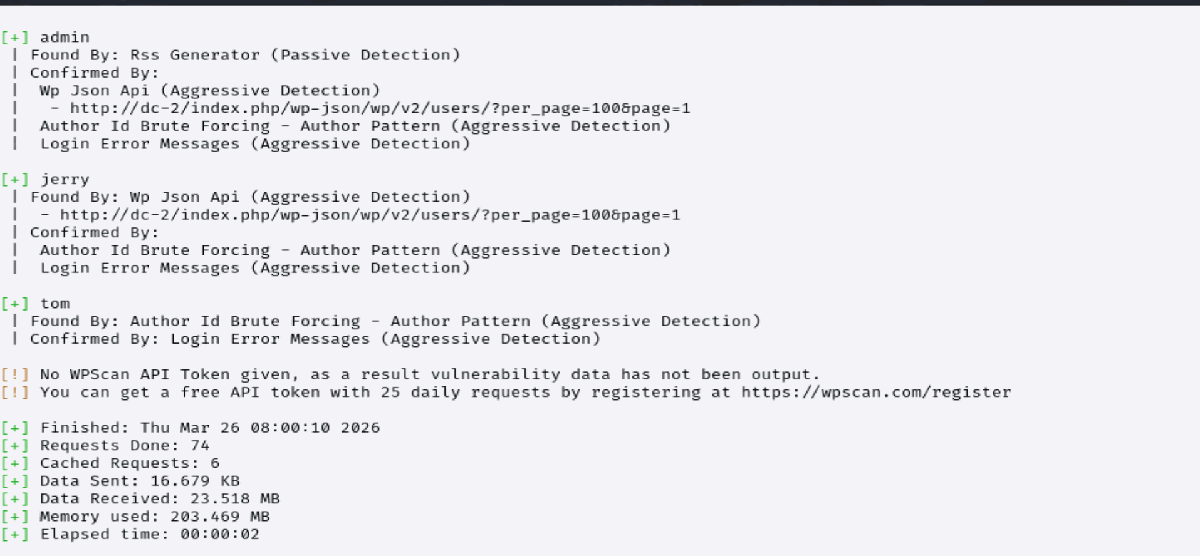 [+] admin
 | Found By: Rss Generator (Passive Detection)
 | Confirmed By:
 |  Wp Json Api (Aggressive Detection)
 |   - http://dc-2/index.php/wp-json/wp/v2/users/?per_page=100&page=1
 |  Author Id Brute Forcing - Author Pattern (Aggressive Detection)
 |  Login Error Messages (Aggressive Detection)
[+] jerry
 | Found By: Wp Json Api (Aggressive Detection)
 |  - http://dc-2/index.php/wp-json/wp/v2/users/?per_page=100&page=1
 | Confirmed By:
 |  Author Id Brute Forcing - Author Pattern (Aggressive Detection)
 |  Login Error Messages (Aggressive Detection)
[+] tom
 | Found By: Author Id Brute Forcing - Author Pattern (Aggressive Detection)
 | Confirmed By: Login Error Messages (Aggressive Detection)
[!] No WPScan API Token given, as a result vulnerability data has not been output.
[!] You can get a free API token with 25 daily requests by registering at https://wpscan.com/register
[+] Finished: Thu Mar 26 08:00:10 2026
[+] Requests Done: 74
[+] Cached Requests: 6
[+] Data Sent: 16.679 KB
[+] Data Received: 23.518 MB
[+] Memory used: 203.469 MB
[+] Elapsed time: 00:00:02